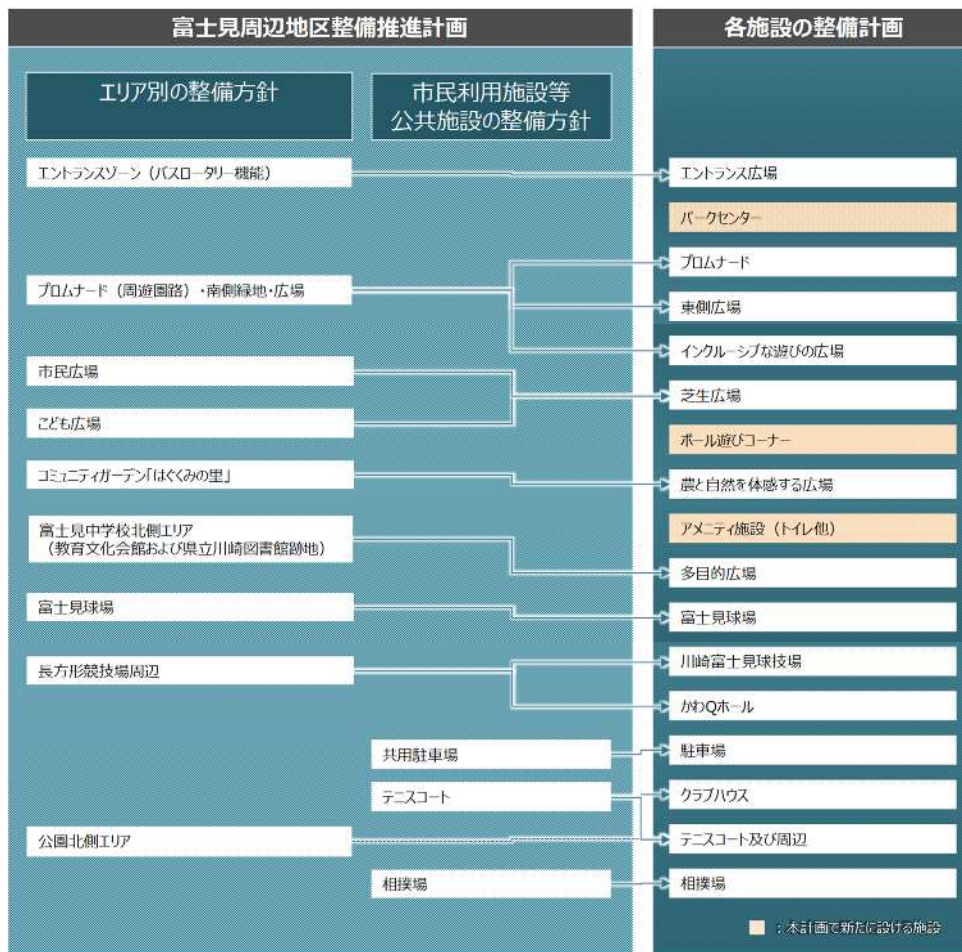 富士見周辺地区整備推進計画
各施設の整備計画
エリア別の整備方針
市民利用施設等
公共施設の整備方針
エントランスゾーン（バスロータリー機能）
プロムナード（周遊園路）・南側緑地・広場
市民広場
こども広場
コミュニティガーデン「はぐくみの里」
富士見中学校北側エリア
（教育文化会館および県立川崎図書館跡地）
富士見球場
長方形競技場周辺
共用駐車場
テニスコート
公園北側エリア
相撲場
エントランス広場
パークセンター
プロムナード
東側広場
インクルーシブな遊びの広場
芝生広場
ボール遊びコーナー
農と自然を体感する広場
アメニティ施設（トイレ他）
多目的広場
富士見球場
川崎富士見球技場
かわQホール
駐車場
クラブハウス
テニスコート及び周辺
相撲場
：本計画で新たに設ける施設